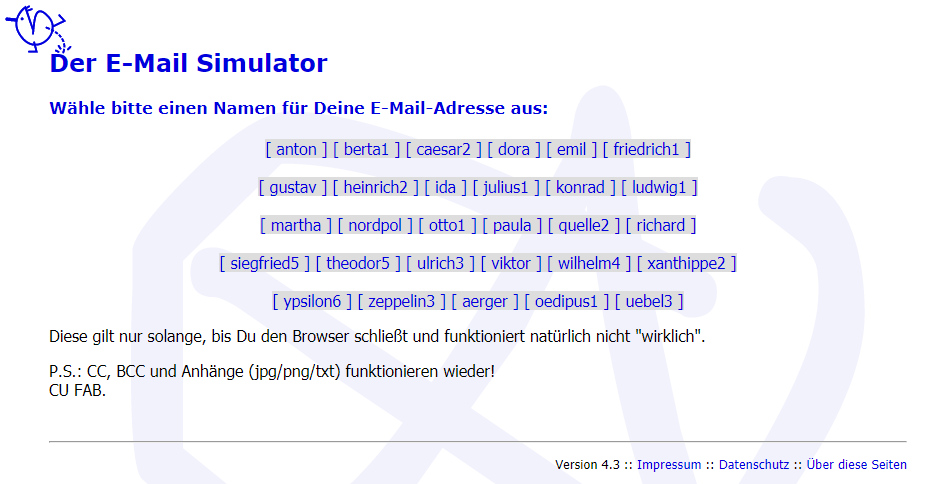 Der E-Mail Simulator
Wähle bitte einen Namen für Deine E-Mail-Adresse aus:
[ anton ] [ berta1 ] [ caesar2 ] [ dora ] [ emil ] [ friedrich1 ]
[ gustav ] [ heinrich2 ] [ ida ] [ julius1 ] [ konrad ] [ ludwig1 ]
[ martha ] [ nordpol ] [ otto1 ] [ paula ] [ quelle2 ] [ richard ]
[ siegfried5 ] [ theodor5 ] [ ulrich3 ] [ viktor ] [ wilhelm4 ] [ xanthippe2 ]
[ ypsilon6 ] [ zeppelin3 ] [ aerger ] [ oedipus1 ] [ uebel3 ]
Diese gilt nur solange, bis Du den Browser schließt und funktioniert natürlich nicht "wirklich".
P.S.: CC, BCC und Anhänge (jpg/png/txt) funktionieren wieder!
CU FAB.
Version 4.3 :: Impressum :: Datenschutz :: Über diese Seiten